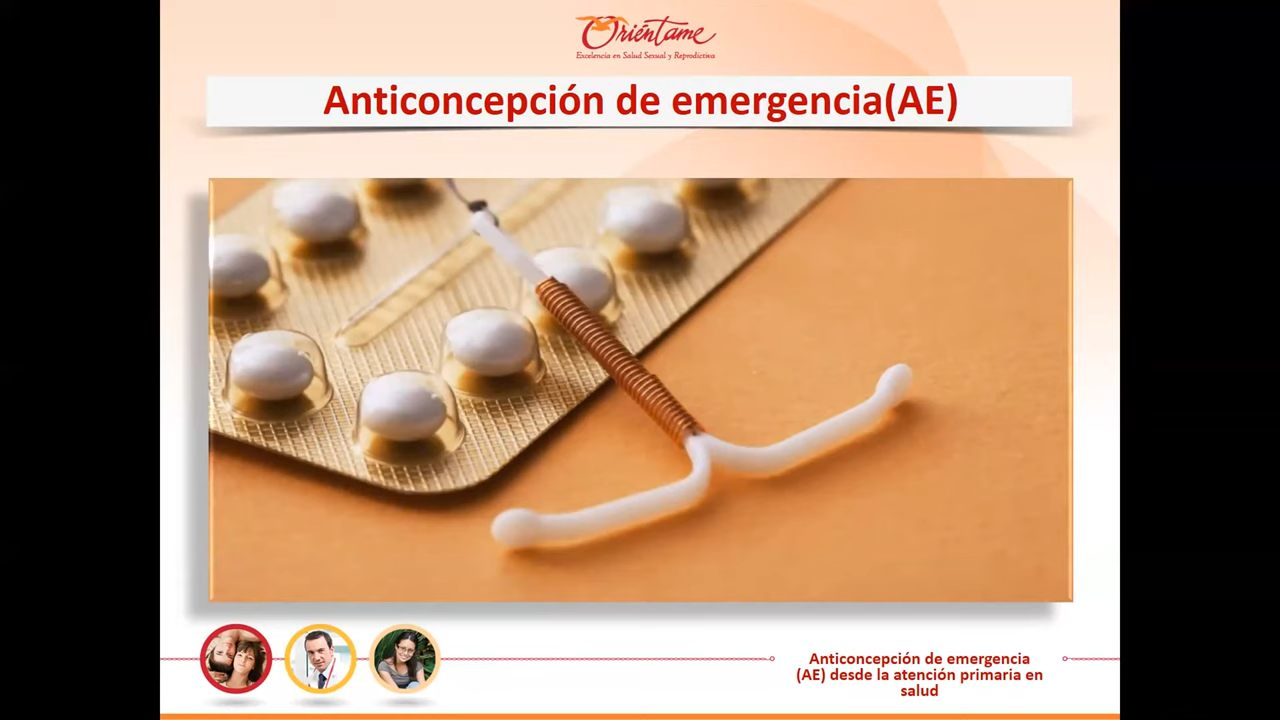 Oriéntame
Excelencia en Salud Sexual y Reproductiva
Anticoncepción de emergencia(AE)
Anticoncepción de emergencia
(AE) desde la atención primaria en
salud